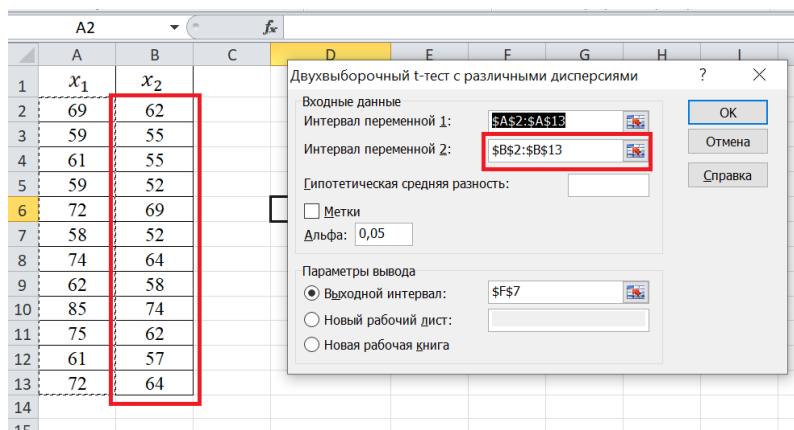 A2 fx
A B C D E F G H I
1 x₁ x₂
2 69 62
3 59 55
4 61 55
5 59 52
6 72 69
7 58 52
8 74 64
9 62 58
10 85 74
11 75 62
12 61 57
13 72 64
14
15
Двухвыборочный t-тест с различными дисперсиями ?
Входные данные
Интервал переменной 1: $A$2:$A$13
Интервал переменной 2: $B$2:$B$13
Гипотетическая средняя разность:
Метки
Альфа: 0,05
Параметры вывода
Выходной интервал: $F$7
Новый рабочий лист:
Новая рабочая книга
OK
Отмена
Справка